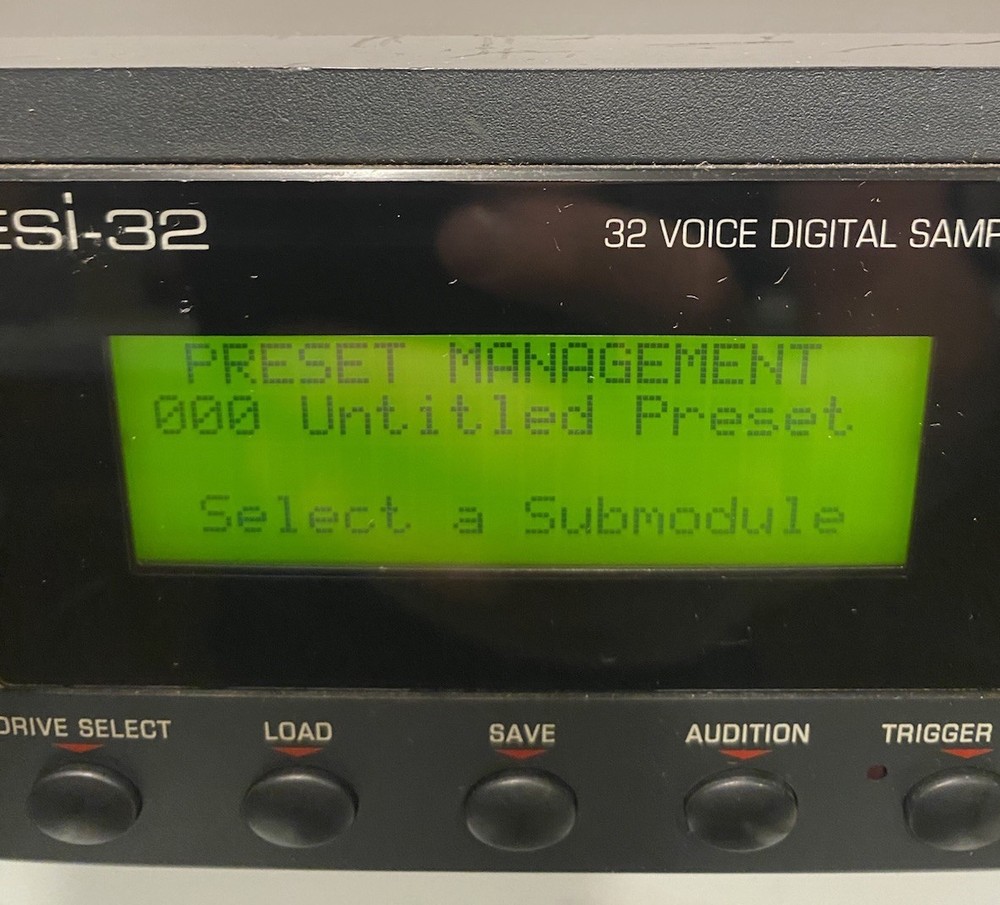 ESi-32
32 VOICE DIGITAL SAMP
PRESET MANAGEMENT
000 Untitled Preset
Select a Submodule
DRIVE SELECT
LOAD
SAVE
AUDITION
TRIGGER